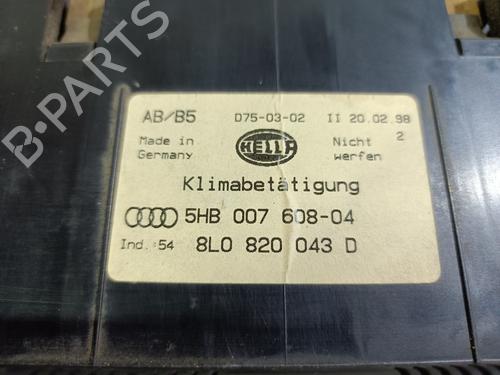 AB/B5 D75-03-02 II 20.02.98
Made in Germany HELLA Nicht werfen 2
Klimabetätigung
5HB 007 608-04
Ind.:54 8L0 820 043 D
B-PARTS